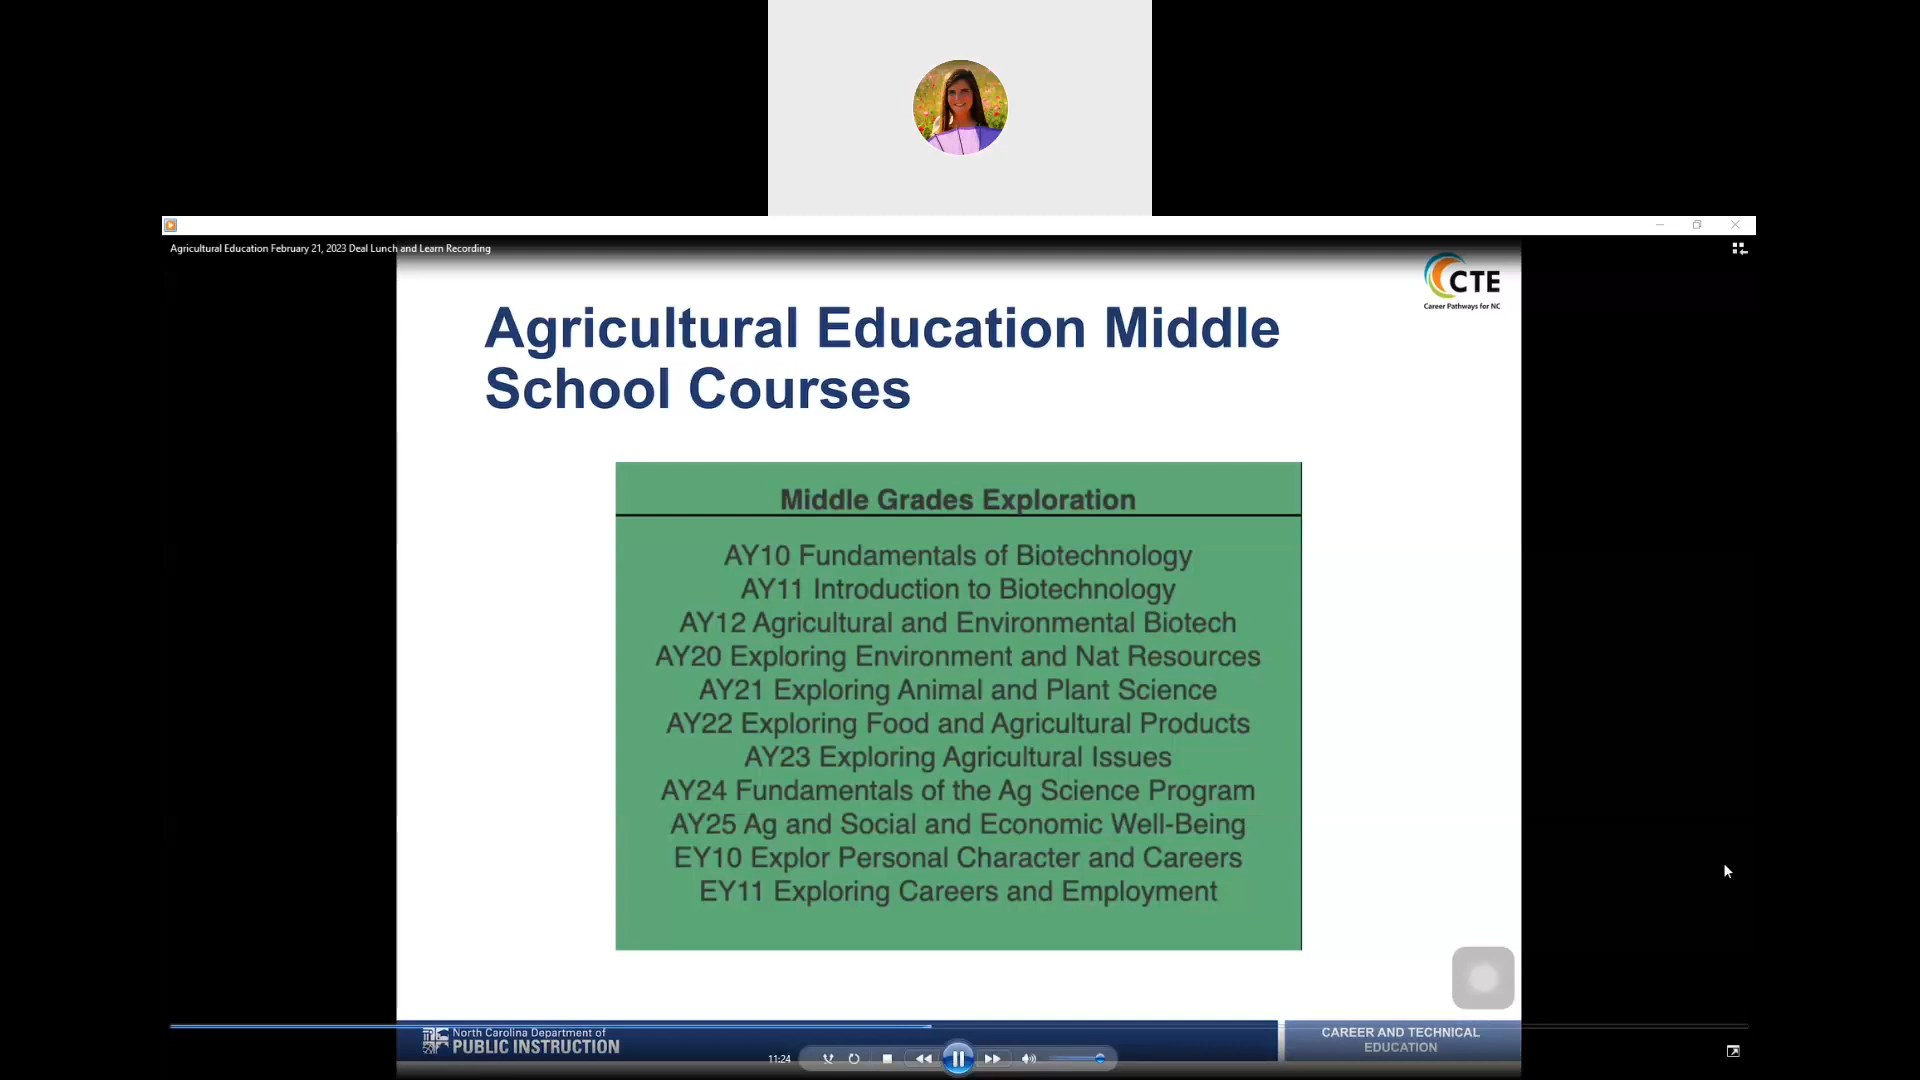 Agricultural Education February 21, 2023 Deal Lunch and Learn Recording
CTE
Career Pathways for NC
Agricultural Education Middle
School Courses
Middle Grades Exploration
AY10 Fundamentals of Biotechnology
AY11 Introduction to Biotechnology
AY12 Agricultural and Environmental Biotech
AY20 Exploring Environment and Nat Resources
AY21 Exploring Animal and Plant Science
AY22 Exploring Food and Agricultural Products
AY23 Exploring Agricultural Issues
AY24 Fundamentals of the Ag Science Program
AY25 Ag and Social and Economic Well-Being
EY10 Explor Personal Character and Careers
EY11 Exploring Careers and Employment
North Carolina Department of
PUBLIC INSTRUCTION
CAREER AND TECHNICAL
EDUCATION
11:24